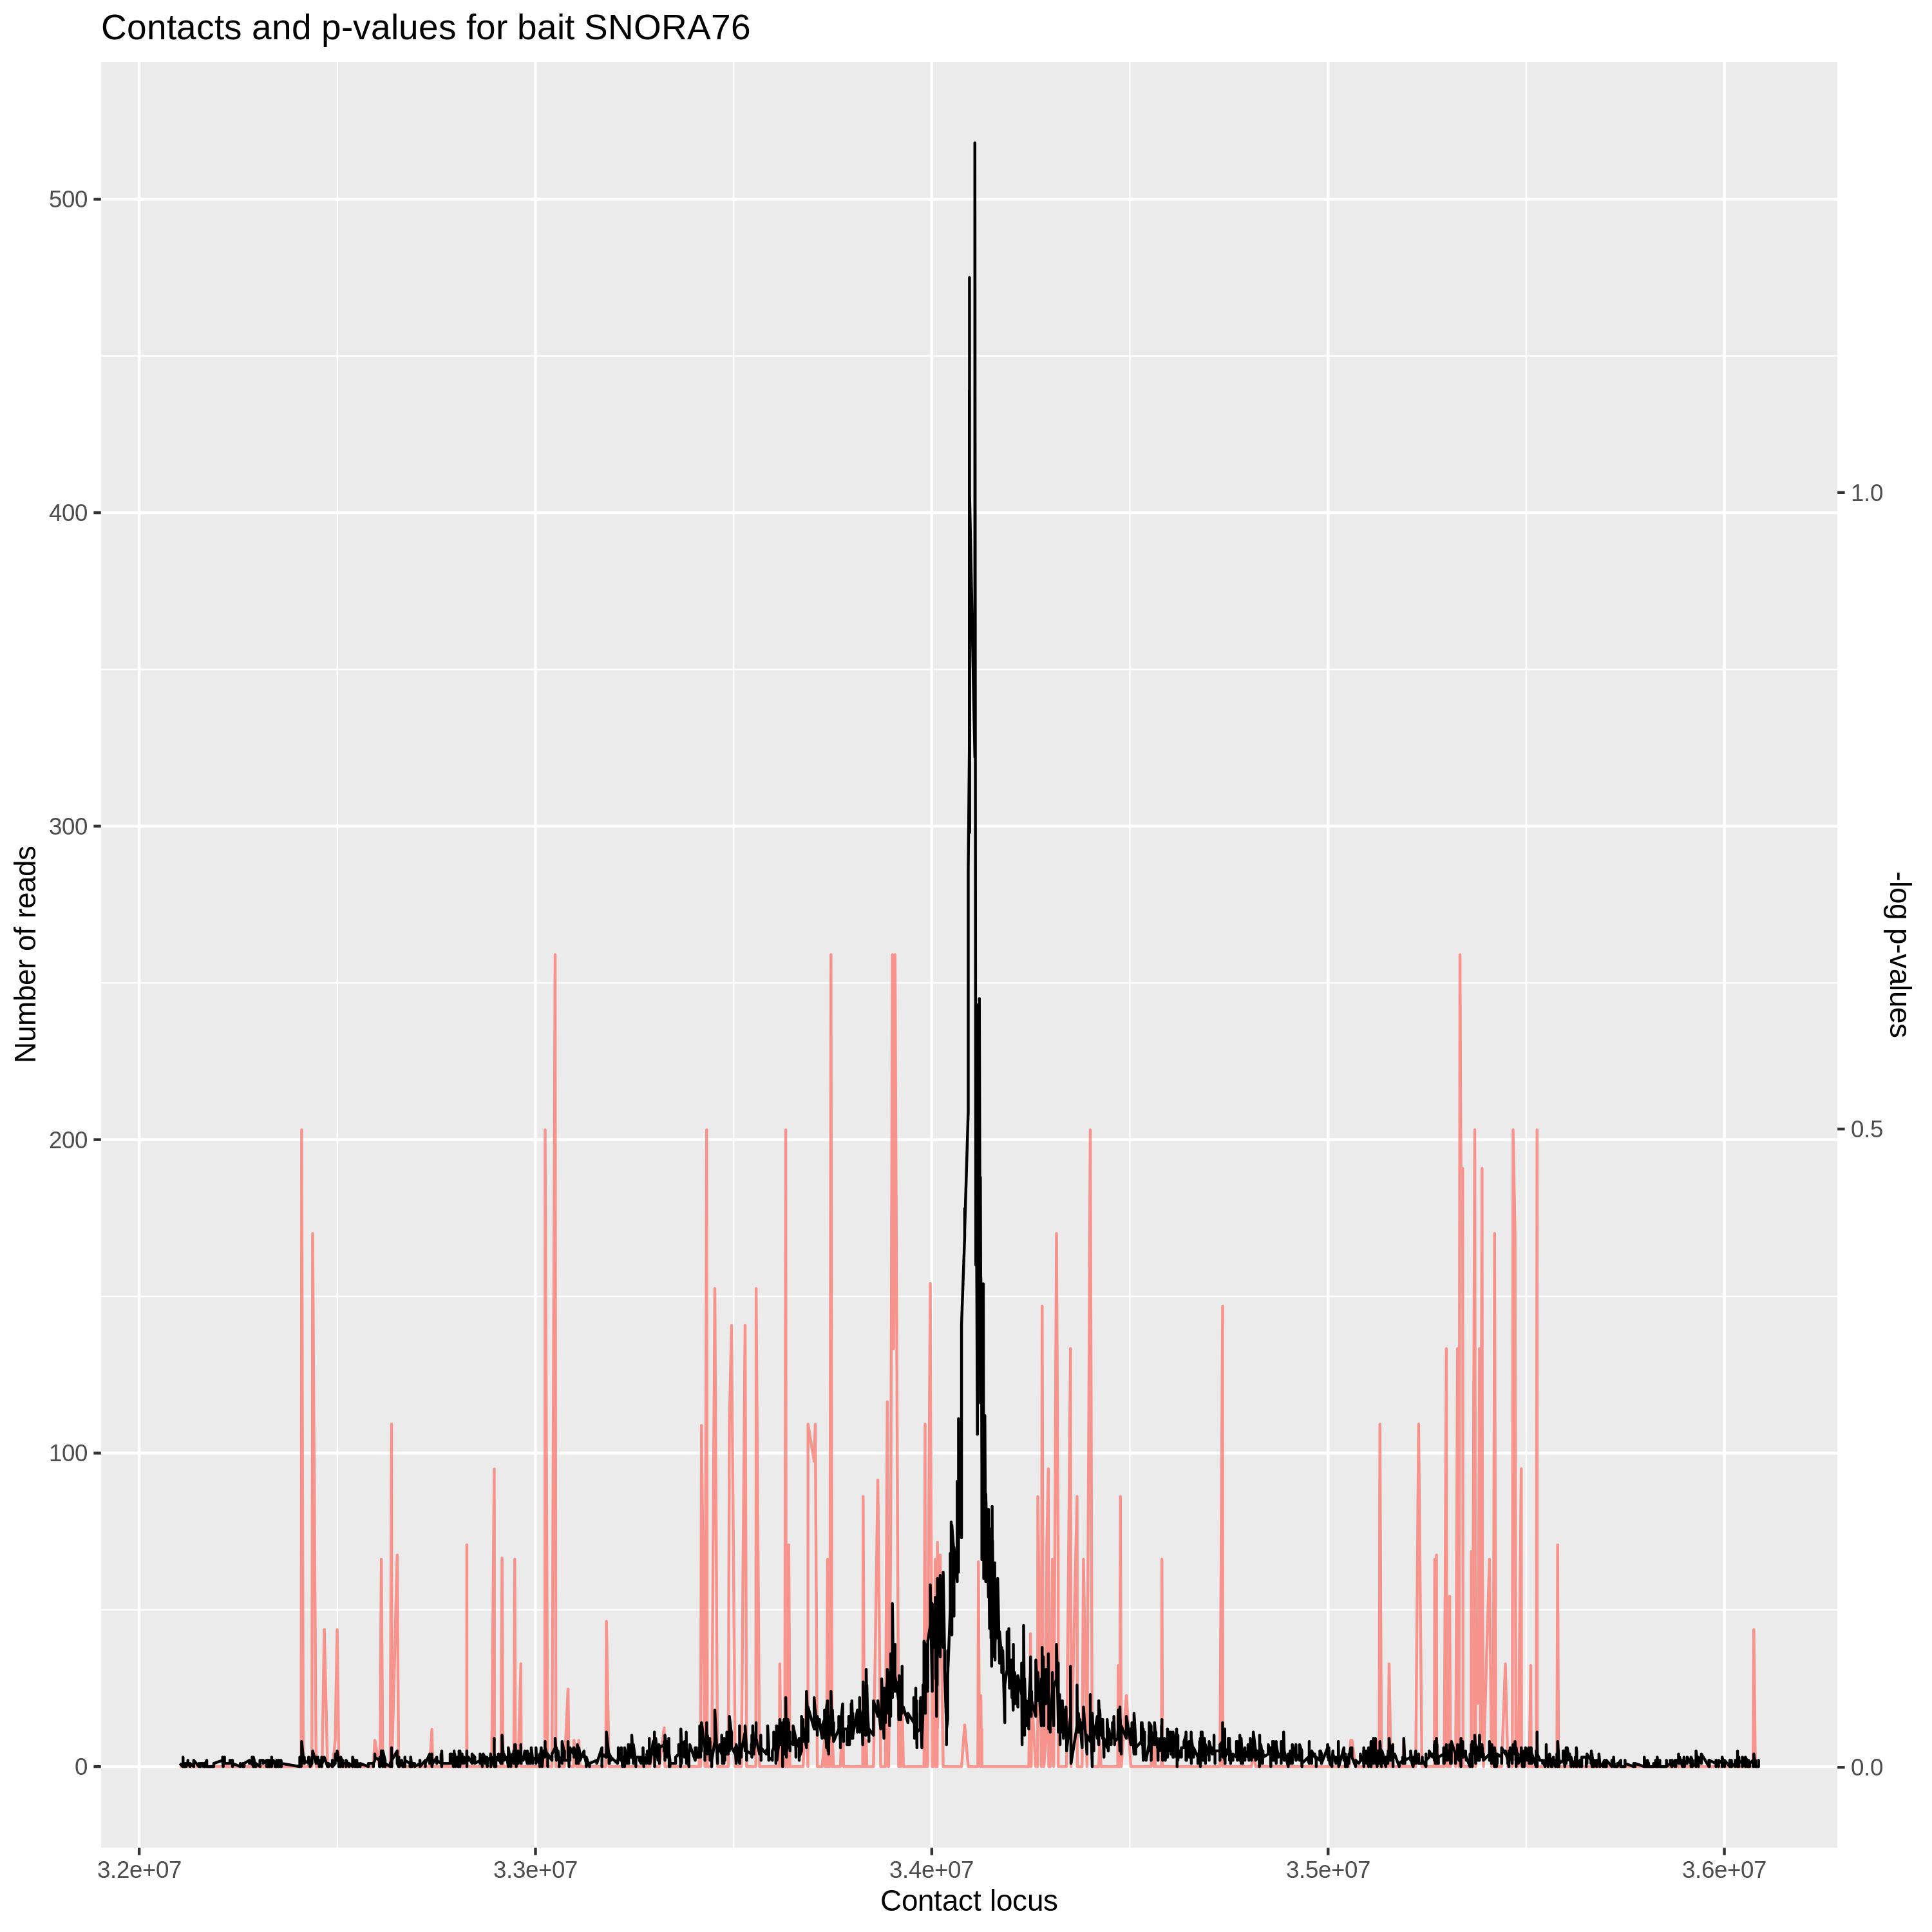 Contacts and p-values for bait SNORA76
500
400
300
200
100
0
Number of reads
1.0
0.5
0.0
-log p-values
3.2e+07
3.3e+07
3.4e+07
3.5e+07
3.6e+07
Contact locus